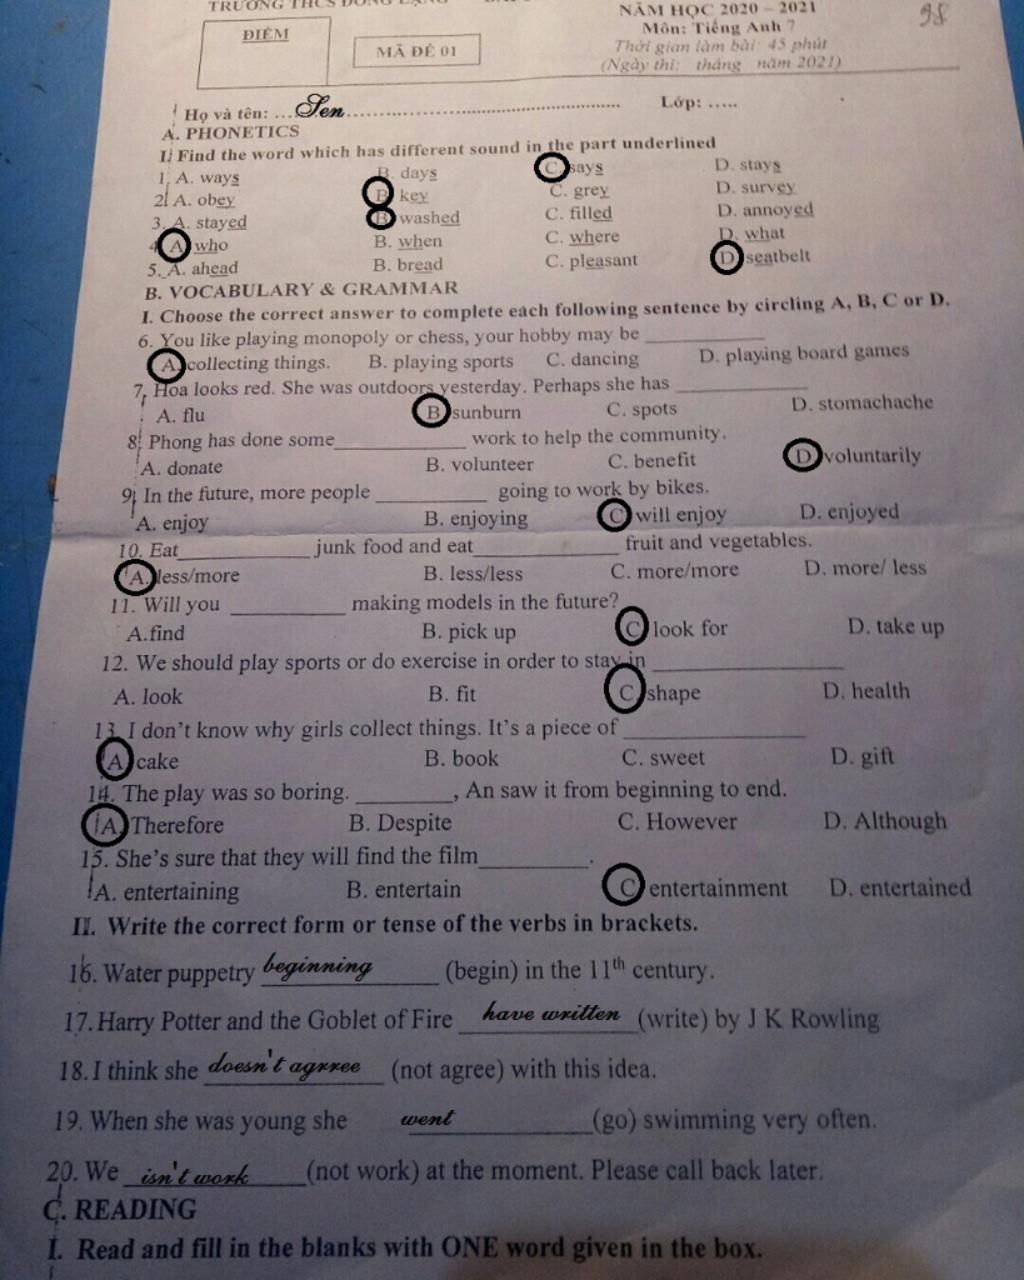 TRƯỜNG THCS
NĂM HỌC 2020 - 2021
98
ĐIỂM
MÃ ĐỀ 01
Môn: Tiếng Anh 7
Thời gian làm bài: 45 phút
(Ngày thi: tháng năm 2021)
Họ và tên: ...Sen.......... Lớp: .....
A. PHONETICS
I. Find the word which has different sound in the part underlined
1. A. ways B. days C. says D. stays
2. A. obey B. key C. grey D. survey
3. A. stayed B. washed C. filled D. annoyed
4. A. who B. when C. where D. what
5. A. ahead B. bread C. pleasant D. seatbelt
B. VOCABULARY & GRAMMAR
I. Choose the correct answer to complete each following sentence by circling A, B, C or D.
6. You like playing monopoly or chess, your hobby may be ___________
A. collecting things. B. playing sports C. dancing D. playing board games
7. Hoa looks red. She was outdoors yesterday. Perhaps she has ___________
A. flu B. sunburn C. spots D. stomachache
8. Phong has done some___________ work to help the community.
A. donate B. volunteer C. benefit D. voluntarily
9. In the future, more people ___________ going to work by bikes.
A. enjoy B. enjoying C. will enjoy D. enjoyed
10. Eat___________ junk food and eat___________ fruit and vegetables.
A. less/more B. less/less C. more/more D. more/ less
11. Will you ___________ making models in the future?
A.find B. pick up C. look for D. take up
12. We should play sports or do exercise in order to stay in ___________
A. look B. fit C. shape D. health
13. I don't know why girls collect things. It's a piece of ___________
A. cake B. book C. sweet D. gift
14. The play was so boring. ________, An saw it from beginning to end.
A. Therefore B. Despite C. However D. Although
15. She's sure that they will find the film_________.
A. entertaining B. entertain C. entertainment D. entertained
II. Write the correct form or tense of the verbs in brackets.
16. Water puppetry beginning (begin) in the 11th century.
17. Harry Potter and the Goblet of Fire have written (write) by J K Rowling
18. I think she doesn't agrree (not agree) with this idea.
19. When she was young she went (go) swimming very often.
20. We isn't work (not work) at the moment. Please call back later.
C. READING
I. Read and fill in the blanks with ONE word given in the box.